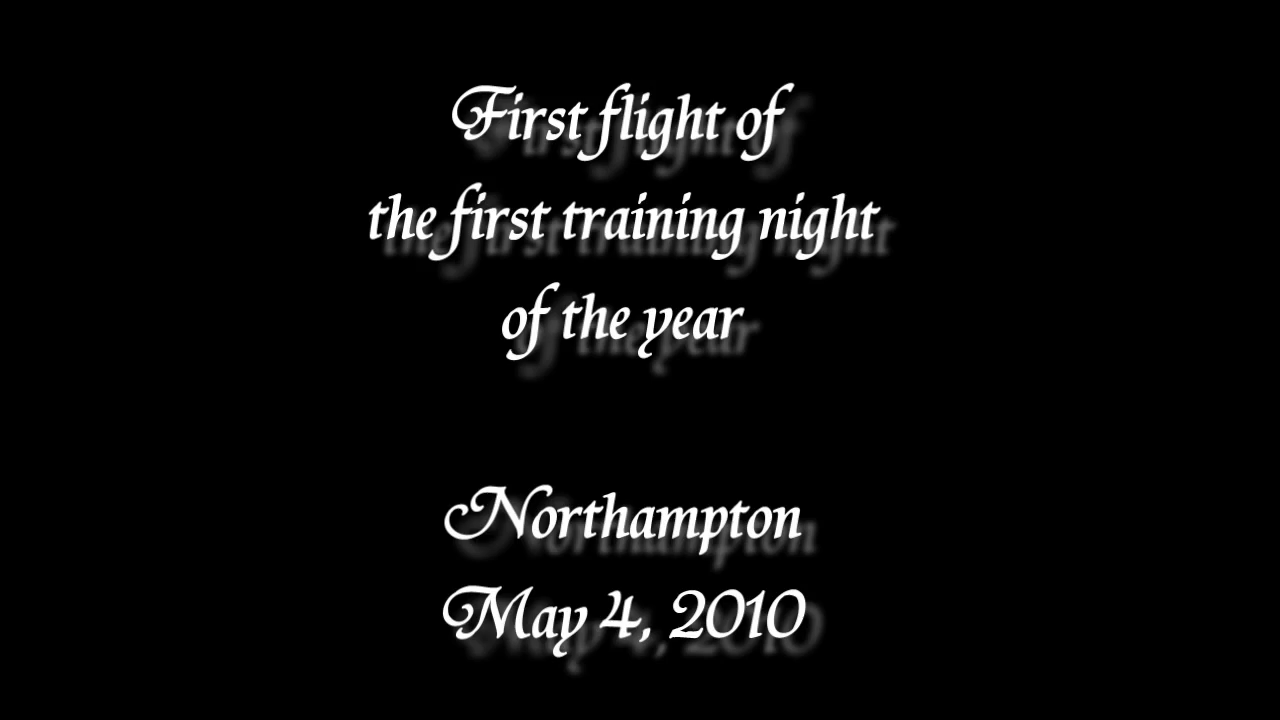 First flight of
the first training night
of the year
Northampton
May 4, 2010